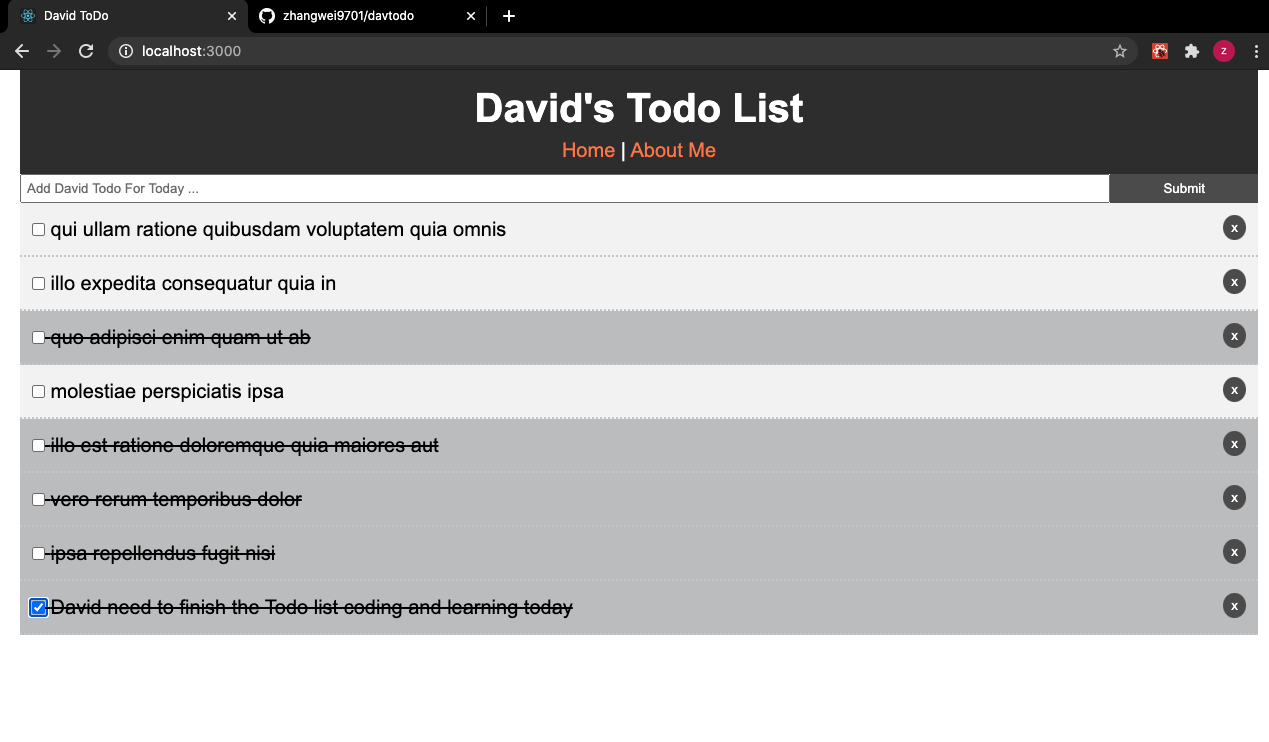 David ToDo
zhangwei9701/davtodo
localhost:3000
z
David's Todo List
Home | About Me
Add David Todo For Today ...
Submit
qui ullam ratione quibusdam voluptatem quia omnis
x
illo expedita consequatur quia in
x
quo adipisci enim quam ut ab
x
molestiae perspiciatis ipsa
x
illo est ratione doloremque quia maiores aut
x
vero rerum temporibus dolor
x
ipsa repellendus fugit nisi
x
David need to finish the Todo list coding and learning today
x